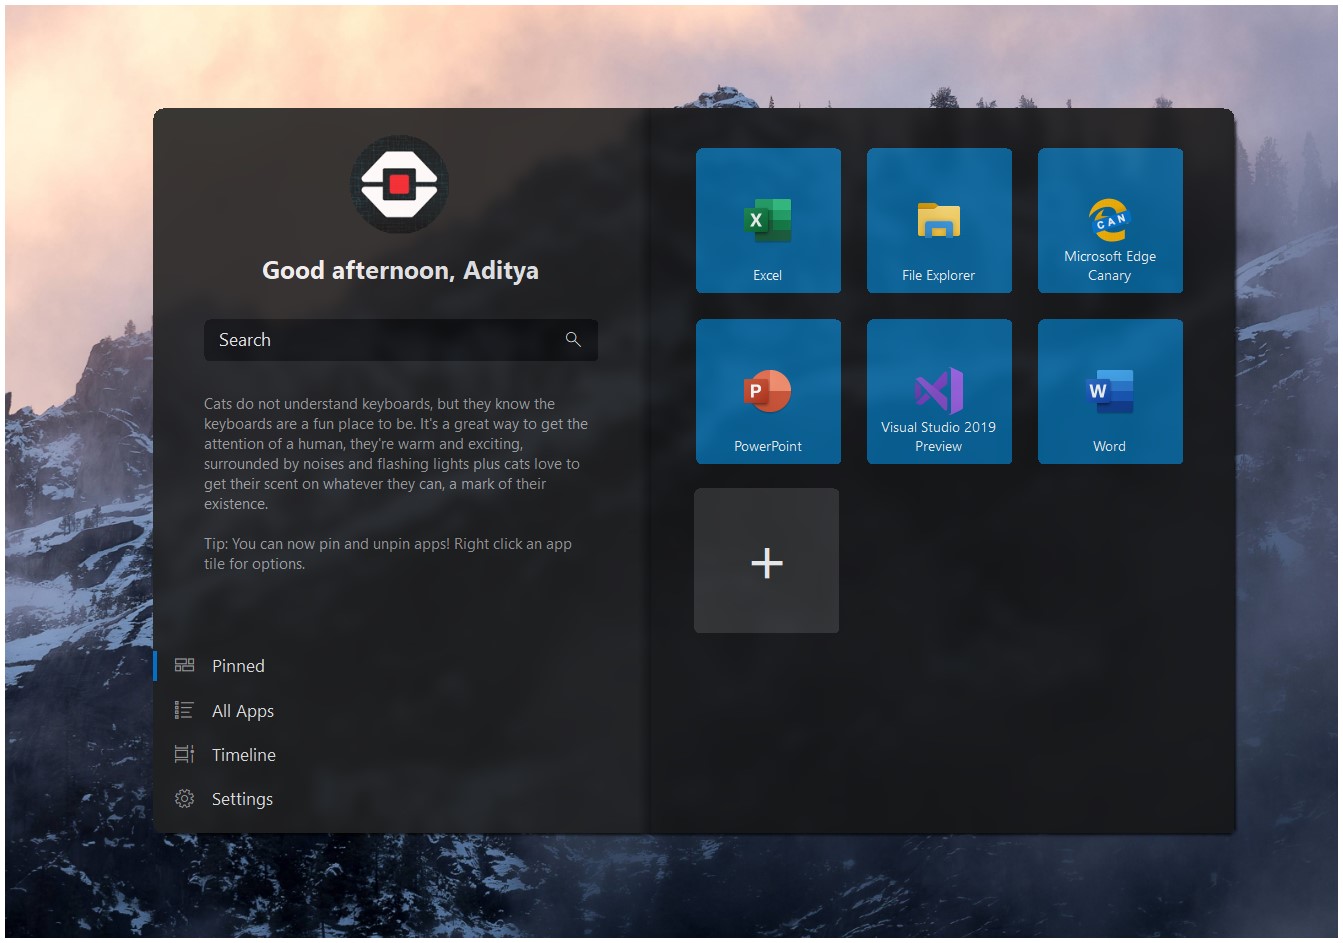 Good afternoon, Aditya
Search
Cats do not understand keyboards, but they know the
keyboards are a fun place to be. It's a great way to get the
attention of a human, they're warm and exciting,
surrounded by noises and flashing lights plus cats love to
get their scent on whatever they can, a mark of their
existence.
Tip: You can now pin and unpin apps! Right click an app
tile for options.
Pinned
All Apps
Timeline
Settings
X
Excel
File Explorer
CAN
Microsoft Edge
Canary
P
PowerPoint
Visual Studio 2019
Preview
W
Word